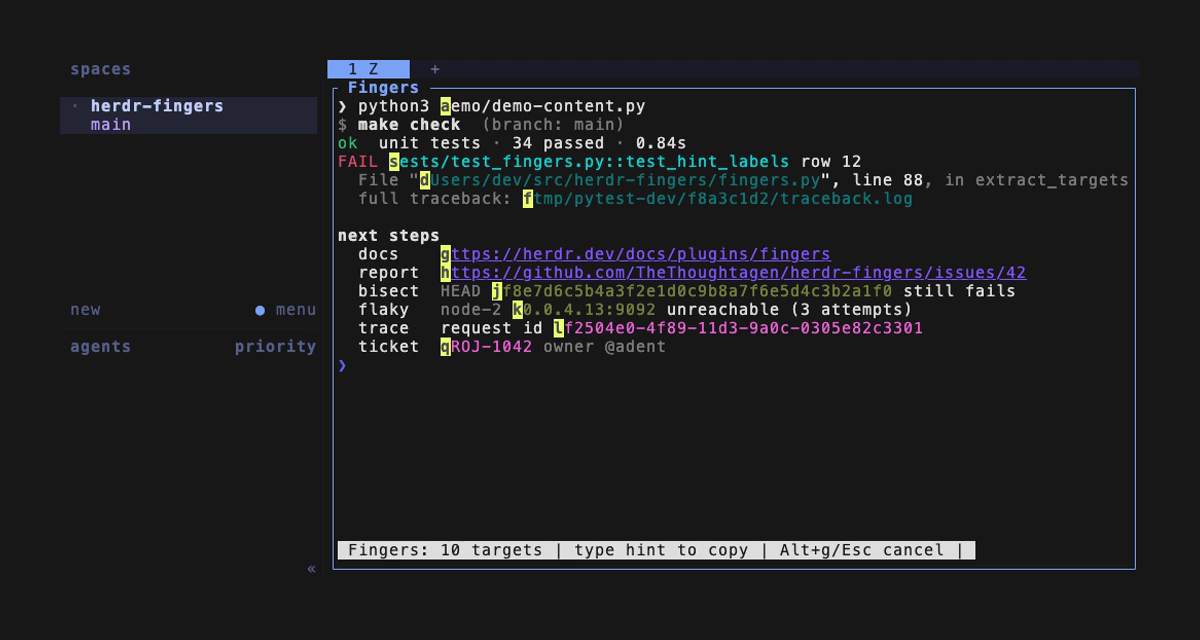 spaces
· herdr-fingers
main
new ● menu
agents priority
«
1 Z +
Fingers
❯ python3 aemo/demo-content.py
$ make check (branch: main)
ok unit tests · 34 passed · 0.84s
FAIL sests/test_fingers.py::test_hint_labels row 12
File "dUsers/dev/src/herdr-fingers/fingers.py", line 88, in extract_targets
full traceback: ftmp/pytest-dev/f8a3c1d2/traceback.log
next steps
docs gttps://herdr.dev/docs/plugins/fingers
report https://github.com/TheThoughtagen/herdr-fingers/issues/42
bisect HEAD jf8e7d6c5b4a3f2e1d0c9b8a7f6e5d4c3b2a1f0 still fails
flaky node-2 k0.0.4.13:9092 unreachable (3 attempts)
trace request id lf2504e0-4f89-11d3-9a0c-0305e82c3301
ticket qROJ-1042 owner @adent
❯
Fingers: 10 targets | type hint to copy | Alt+g/Esc cancel |